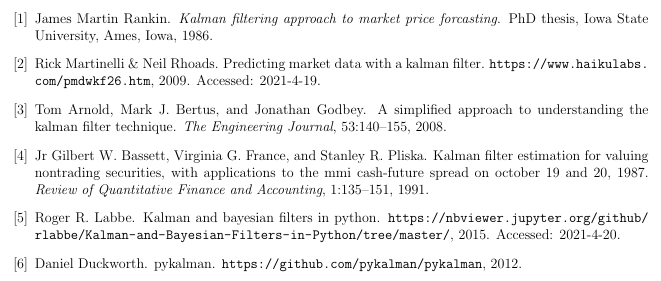 [1] James Martin Rankin. Kalman filtering approach to market price forcasting. PhD thesis, Iowa State
University, Ames, Iowa, 1986.
[2] Rick Martinelli & Neil Rhoads. Predicting market data with a kalman filter. https://www.haikulabs.
com/pmdwkf26.htm, 2009. Accessed: 2021-4-19.
[3] Tom Arnold, Mark J. Bertus, and Jonathan Godbey. A simplified approach to understanding the
kalman filter technique. The Engineering Journal, 53:140–155, 2008.
[4] Jr Gilbert W. Bassett, Virginia G. France, and Stanley R. Pliska. Kalman filter estimation for valuing
nontrading securities, with applications to the mmi cash-future spread on october 19 and 20, 1987.
Review of Quantitative Finance and Accounting, 1:135–151, 1991.
[5] Roger R. Labbe. Kalman and bayesian filters in python. https://nbviewer.jupyter.org/github/
rlabbe/Kalman-and-Bayesian-Filters-in-Python/tree/master/, 2015. Accessed: 2021-4-20.
[6] Daniel Duckworth. pykalman. https://github.com/pykalman/pykalman, 2012.